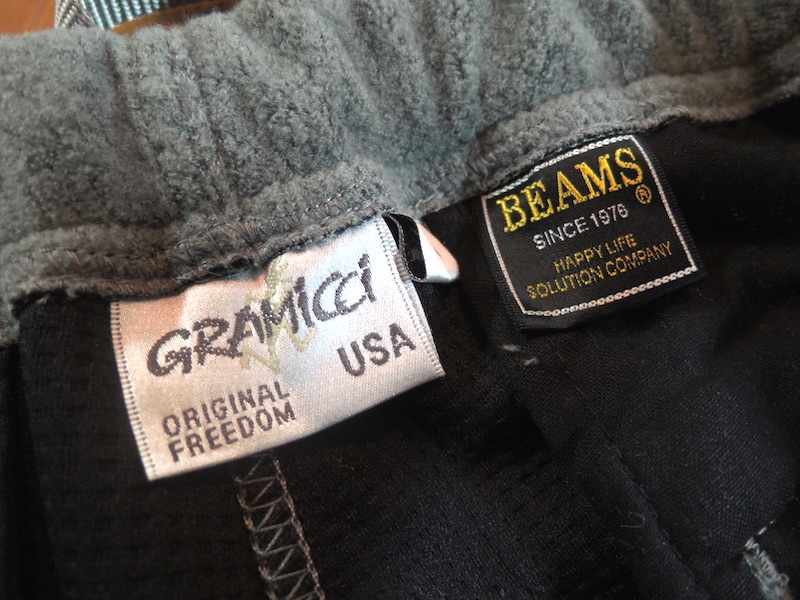 GRAMICCI
USA
ORIGINAL
FREEDOM
BEAMS®
SINCE 1976
HAPPY LIFE
SOLUTION COMPANY